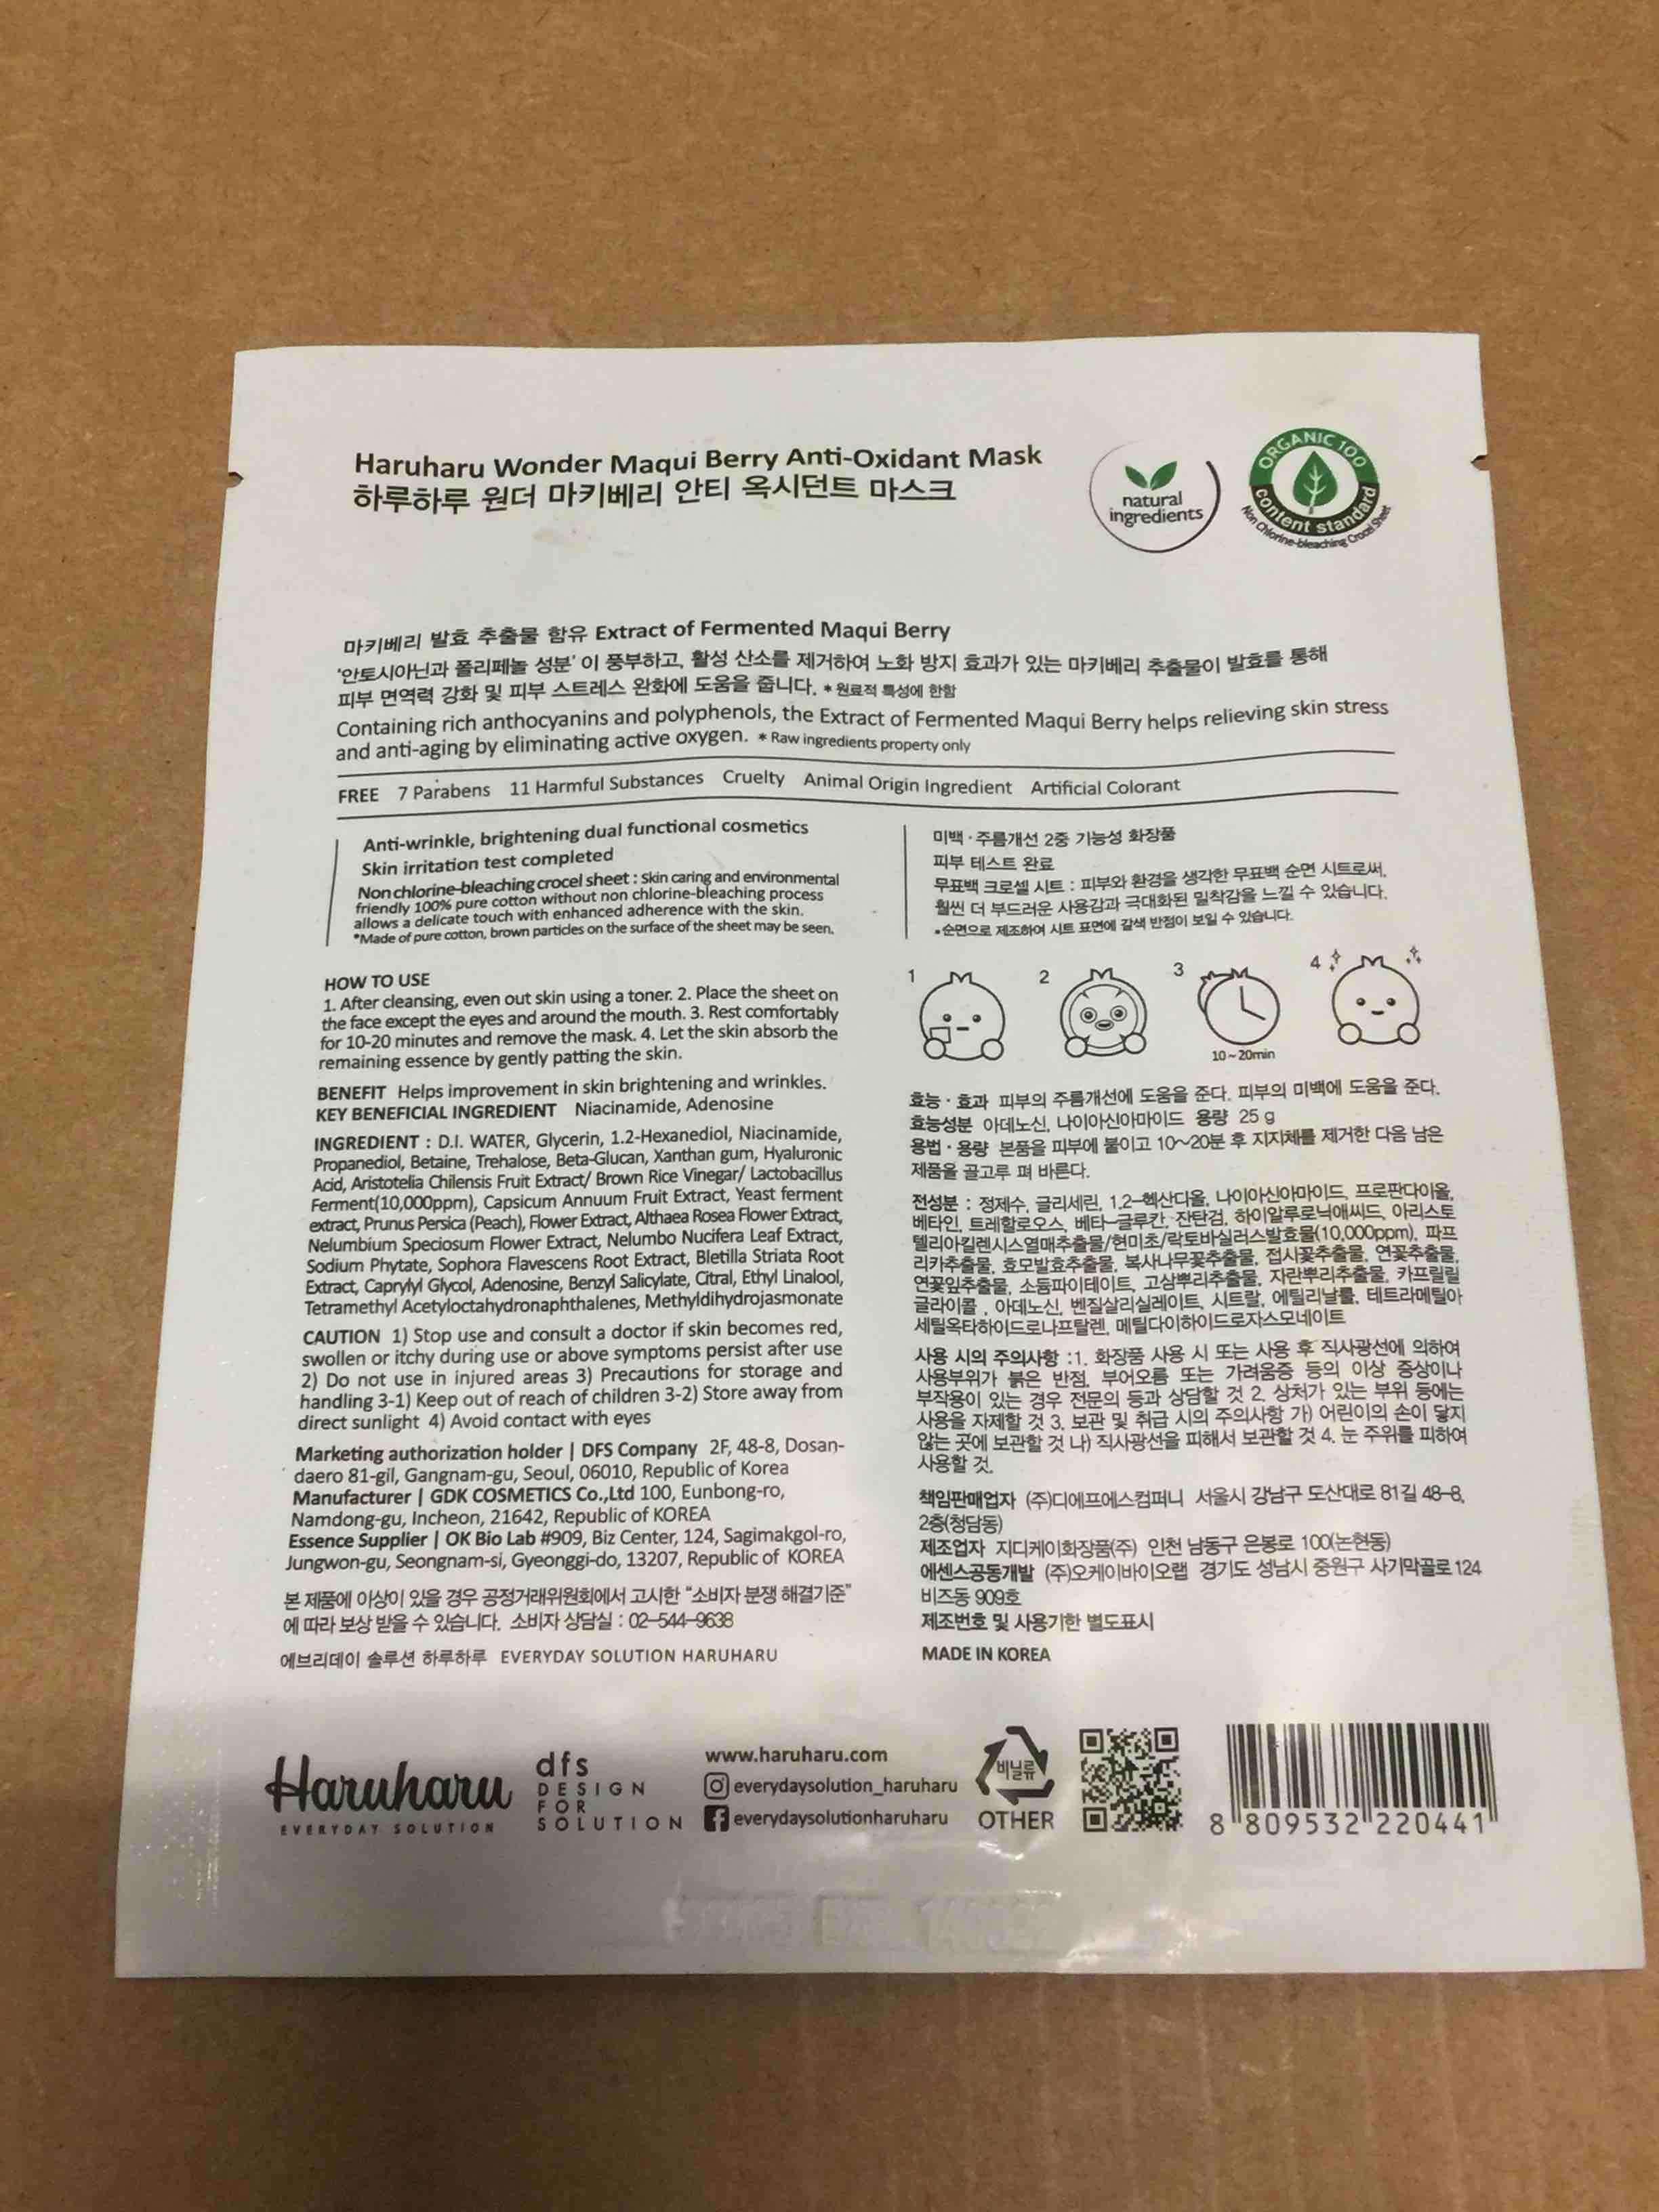 Haruharu Wonder Maqui Berry Anti-Oxidant Mask
하루하루 원더 마키베리 안티 옥시던트 마스크
natural
ingredients
ORGANIC 100
content standard
Non Chlorine-bleaching Crocel Sheet
마키베리 발효 추출물 함유 Extract of Fermented Maqui Berry
'안토시아닌과 폴리페놀 성분' 이 풍부하고, 활성 산소를 제거하여 노화 방지 효과가 있는 마키베리 추출물이 발효를 통해
피부 면역력 강화 및 피부 스트레스 완화에 도움을 줍니다. * 원료적 특성에 한함
Containing rich anthocyanins and polyphenols, the Extract of Fermented Maqui Berry helps relieving skin stress
and anti-aging by eliminating active oxygen. * Raw ingredients property only
FREE 7 Parabens 11 Harmful Substances Cruelty Animal Origin Ingredient Artificial Colorant
Anti-wrinkle, brightening dual functional cosmetics
Skin irritation test completed
Non chlorine-bleaching crocel sheet : Skin caring and environmental
friendly 100% pure cotton without non chlorine-bleaching process
allows a delicate touch with enhanced adherence with the skin.
*Made of pure cotton, brown particles on the surface of the sheet may be seen.
미백 · 주름개선 2중 기능성 화장품
피부 테스트 완료
무표백 크로셀 시트 : 피부와 환경을 생각한 무표백 순면 시트로써,
훨씬 더 부드러운 사용감과 극대화된 밀착감을 느낄 수 있습니다.
*순면으로 제조하여 시트 표면에 갈색 반점이 보일 수 있습니다.
HOW TO USE
1. After cleansing, even out skin using a toner. 2. Place the sheet on
the face except the eyes and around the mouth. 3. Rest comfortably
for 10-20 minutes and remove the mask. 4. Let the skin absorb the
remaining essence by gently patting the skin.
1 2 3 4
10~20min
BENEFIT Helps improvement in skin brightening and wrinkles.
KEY BENEFICIAL INGREDIENT Niacinamide, Adenosine
INGREDIENT : D.I. WATER, Glycerin, 1.2-Hexanediol, Niacinamide,
Propanediol, Betaine, Trehalose, Beta-Glucan, Xanthan gum, Hyaluronic
Acid, Aristotelia Chilensis Fruit Extract/ Brown Rice Vinegar/ Lactobacillus
Ferment(10,000ppm), Capsicum Annuum Fruit Extract, Yeast ferment
extract, Prunus Persica (Peach), Flower Extract, Althaea Rosea Flower Extract,
Nelumbium Speciosum Flower Extract, Nelumbo Nucifera Leaf Extract,
Sodium Phytate, Sophora Flavescens Root Extract, Bletilla Striata Root
Extract, Caprylyl Glycol, Adenosine, Benzyl Salicylate, Citral, Ethyl Linalool,
Tetramethyl Acetyloctahydronaphthalenes, Methyldihydrojasmonate
CAUTION 1) Stop use and consult a doctor if skin becomes red,
swollen or itchy during use or above symptoms persist after use
2) Do not use in injured areas 3) Precautions for storage and
handling 3-1) Keep out of reach of children 3-2) Store away from
direct sunlight 4) Avoid contact with eyes
Marketing authorization holder | DFS Company 2F, 48-8, Dosan-
daero 81-gil, Gangnam-gu, Seoul, 06010, Republic of Korea
Manufacturer | GDK COSMETICS Co.,Ltd 100, Eunbong-ro,
Namdong-gu, Incheon, 21642, Republic of KOREA
Essence Supplier | OK Bio Lab #909, Biz Center, 124, Sagimakgol-ro,
Jungwon-gu, Seongnam-si, Gyeonggi-do, 13207, Republic of KOREA
본 제품에 이상이 있을 경우 공정거래위원회에서 고시한 "소비자 분쟁 해결기준"
에 따라 보상 받을 수 있습니다. 소비자 상담실 : 02-544-9638
에브리데이 솔루션 하루하루 EVERYDAY SOLUTION HARUHARU
효능 · 효과 피부의 주름개선에 도움을 준다. 피부의 미백에 도움을 준다.
효능성분 아데노신, 나이아신아마이드 용량 25 g
용법 · 용량 본품을 피부에 붙이고 10~20분 후 지지체를 제거한 다음 남은
제품을 골고루 펴 바른다.
전성분 : 정제수, 글리세린, 1,2-헥산다이올, 나이아신아마이드, 프로판다이올,
베타인, 트레할로오스, 베타-글루칸, 잔탄검, 하이알루로닉애씨드, 아리스토
텔리아킬렌시스열매추출물/현미초/락토바실러스발효물(10,000ppm), 파프
리카추출물, 효모발효추출물, 복사나무꽃추출물, 접시꽃추출물, 연꽃추출물,
연꽃잎추출물, 소듐파이테이트, 고삼뿌리추출물, 자란뿌리추출물, 카프릴릴
글라이콜 , 아데노신, 벤질살리실레이트, 시트랄, 에틸리날룰, 테트라메틸아
세틸옥타하이드로나프탈렌, 메틸다이하이드로자스모네이트
사용 시의 주의사항 :1. 화장품 사용 시 또는 사용 후 직사광선에 의하여
사용부위가 붉은 반점, 부어오름 또는 가려움증 등의 이상 증상이나
부작용이 있는 경우 전문의 등과 상담할 것 2. 상처가 있는 부위 등에는
사용을 자제할 것 3. 보관 및 취급 시의 주의사항 가) 어린이의 손이 닿지
않는 곳에 보관할 것 나) 직사광선을 피해서 보관할 것 4. 눈 주위를 피하여
사용할 것.
책임판매업자 (주)디에프에스컴퍼니 서울시 강남구 도산대로 81길 48-8,
2층(청담동)
제조업자 지디케이화장품(주) 인천 남동구 은봉로 100(논현동)
에센스공동개발 (주)오케이바이오랩 경기도 성남시 중원구 사기막골로 124
비즈동 909호
제조번호 및 사용기한 별도표시
MADE IN KOREA
Haruharu
EVERYDAY SOLUTION
dfs
DESIGN
FOR
SOLUTION
www.haruharu.com
everydaysolution_haruharu
everydaysolutionharuharu
비닐류
OTHER
8 809532 220441